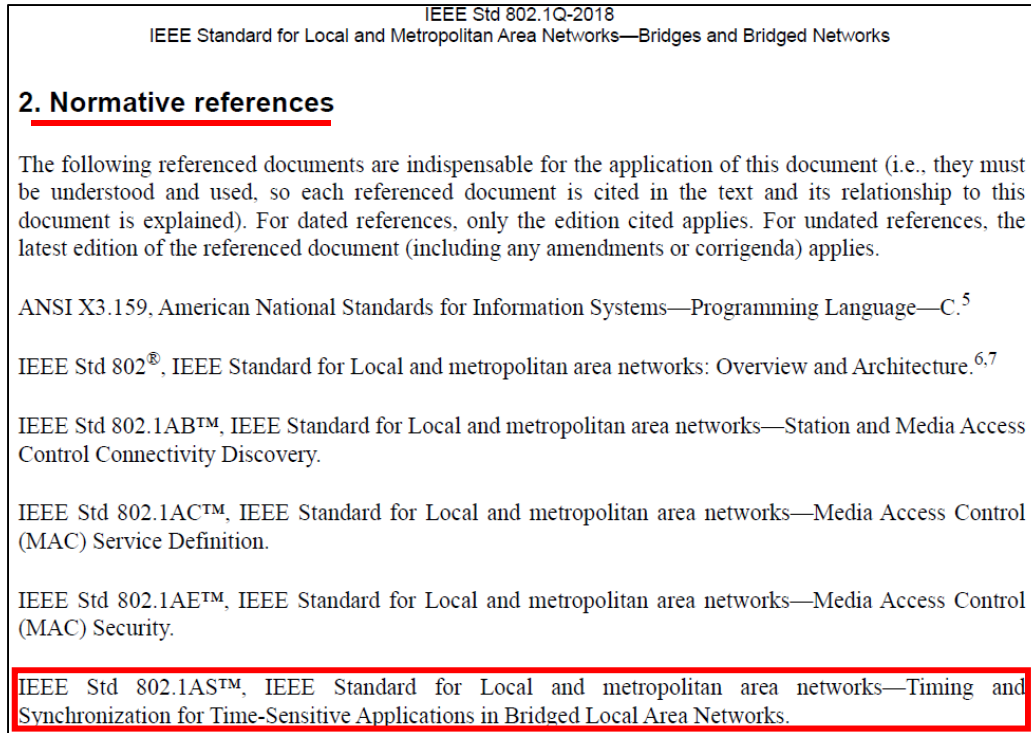 IEEE Std 802.1Q-2018
IEEE Standard for Local and Metropolitan Area Networks—Bridges and Bridged Networks
2. Normative references
The following referenced documents are indispensable for the application of this document (i.e., they must
be understood and used, so each referenced document is cited in the text and its relationship to this
document is explained). For dated references, only the edition cited applies. For undated references, the
latest edition of the referenced document (including any amendments or corrigenda) applies.
ANSI X3.159, American National Standards for Information Systems—Programming Language—C.5
IEEE Std 802®, IEEE Standard for Local and metropolitan area networks: Overview and Architecture.6,7
IEEE Std 802.1AB™, IEEE Standard for Local and metropolitan area networks—Station and Media Access
Control Connectivity Discovery.
IEEE Std 802.1AC™, IEEE Standard for Local and metropolitan area networks—Media Access Control
(MAC) Service Definition.
IEEE Std 802.1AE™, IEEE Standard for Local and metropolitan area networks—Media Access Control
(MAC) Security.
IEEE Std 802.1AS™, IEEE Standard for Local and metropolitan area networks—Timing and
Synchronization for Time-Sensitive Applications in Bridged Local Area Networks.